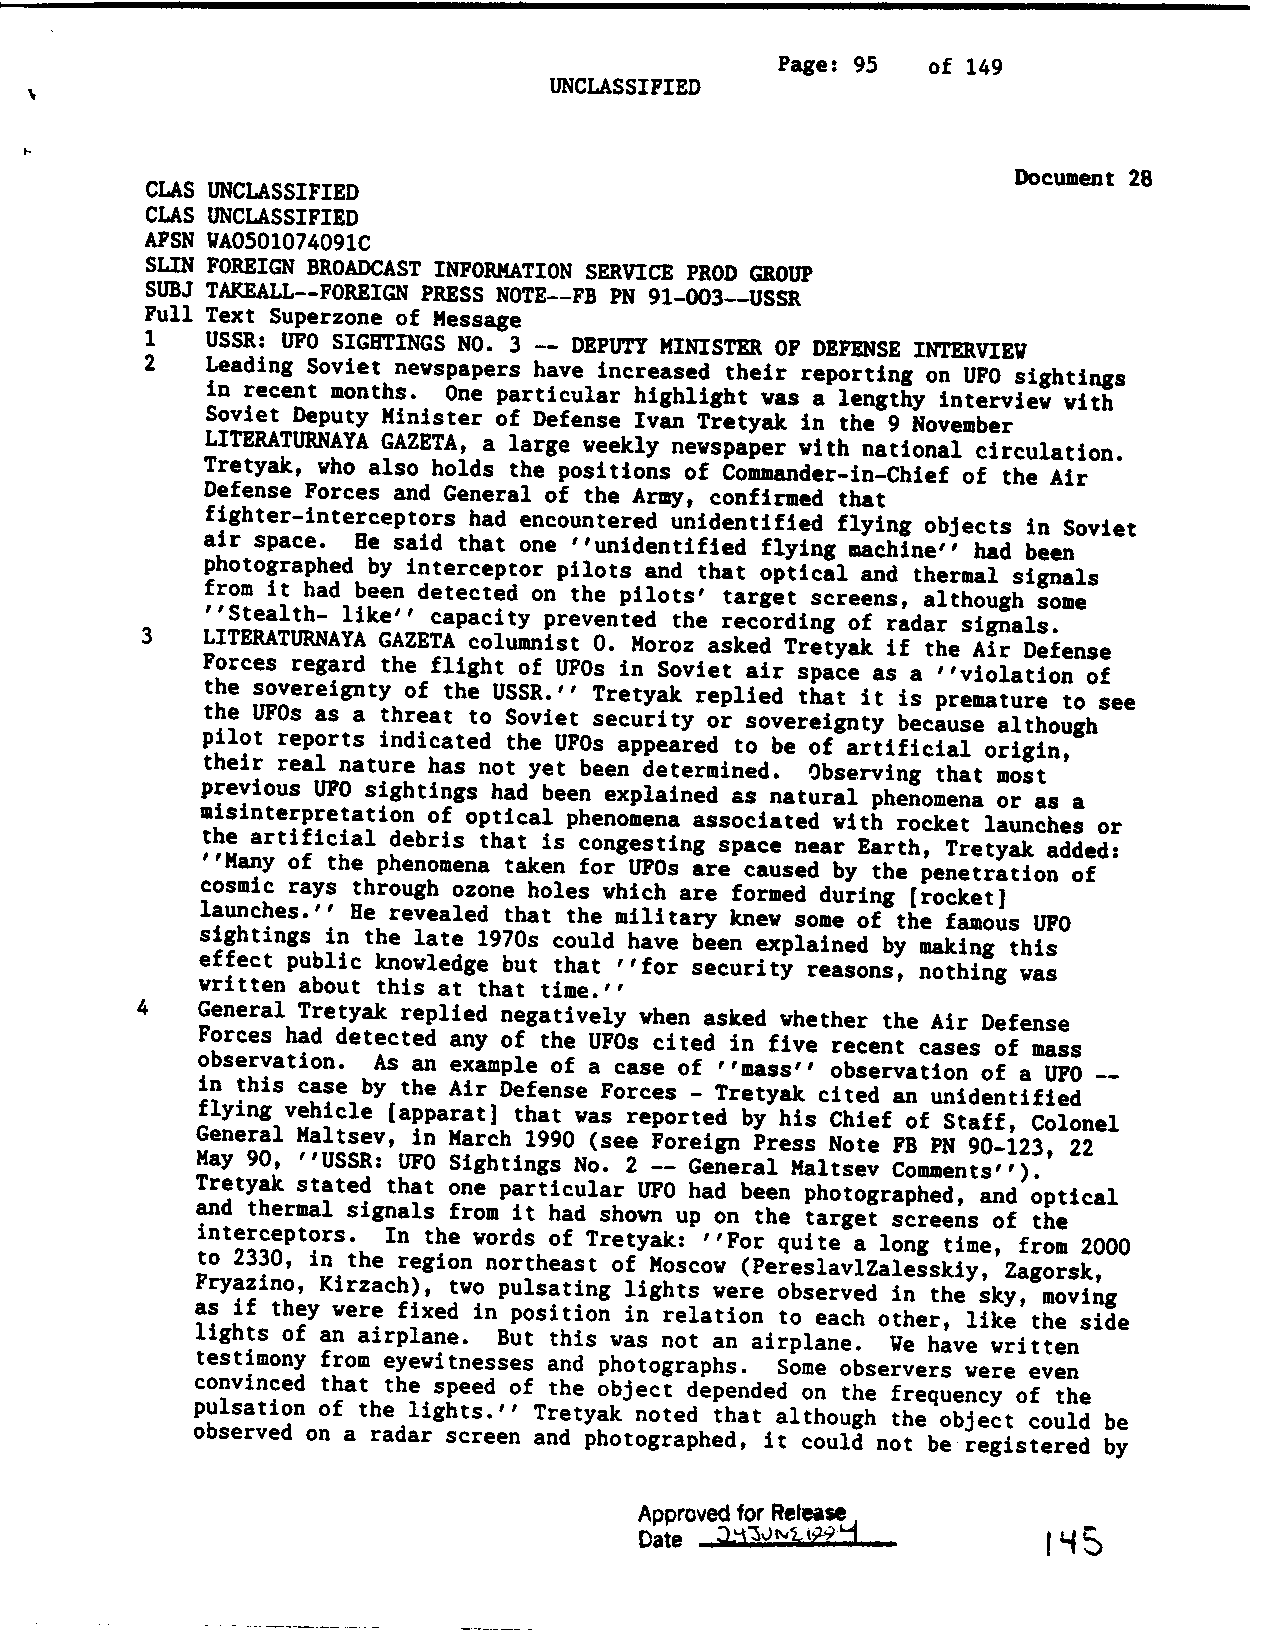 Page: 95 of 149
UNCLASSIFIED
Document 28
CLAS UNCLASSIFIED
CLAS UNCLASSIFIED
AFSN WA0501074091C
SLIN FOREIGN BROADCAST INFORMATION SERVICE PROD GROUP
SUBJ TAKEALL--FOREIGN PRESS NOTE--FB PN 91-003--USSR
Full Text Superzone of Message
1 USSR: UFO SIGHTINGS NO. 3 -- DEPUTY MINISTER OF DEFENSE INTERVIEW
2 Leading Soviet newspapers have increased their reporting on UFO sightings
in recent months. One particular highlight was a lengthy interview with
Soviet Deputy Minister of Defense Ivan Tretyak in the 9 November
LITERATURNAYA GAZETA, a large weekly newspaper with national circulation.
Tretyak, who also holds the positions of Commander-in-Chief of the Air
Defense Forces and General of the Army, confirmed that
fighter-interceptors had encountered unidentified flying objects in Soviet
air space. He said that one ''unidentified flying machine'' had been
photographed by interceptor pilots and that optical and thermal signals
from it had been detected on the pilots' target screens, although some
''Stealth- like'' capacity prevented the recording of radar signals.
3 LITERATURNAYA GAZETA columnist O. Moroz asked Tretyak if the Air Defense
Forces regard the flight of UFOs in Soviet air space as a ''violation of
the sovereignty of the USSR.'' Tretyak replied that it is premature to see
the UFOs as a threat to Soviet security or sovereignty because although
pilot reports indicated the UFOs appeared to be of artificial origin,
their real nature has not yet been determined. Observing that most
previous UFO sightings had been explained as natural phenomena or as a
misinterpretation of optical phenomena associated with rocket launches or
the artificial debris that is congesting space near Earth, Tretyak added:
''Many of the phenomena taken for UFOs are caused by the penetration of
cosmic rays through ozone holes which are formed during [rocket]
launches.'' He revealed that the military knew some of the famous UFO
sightings in the late 1970s could have been explained by making this
effect public knowledge but that ''for security reasons, nothing was
written about this at that time.''
4 General Tretyak replied negatively when asked whether the Air Defense
Forces had detected any of the UFOs cited in five recent cases of mass
observation. As an example of a case of ''mass'' observation of a UFO --
in this case by the Air Defense Forces - Tretyak cited an unidentified
flying vehicle [apparat] that was reported by his Chief of Staff, Colonel
General Maltsev, in March 1990 (see Foreign Press Note FB PN 90-123, 22
May 90, ''USSR: UFO Sightings No. 2 -- General Maltsev Comments'').
Tretyak stated that one particular UFO had been photographed, and optical
and thermal signals from it had shown up on the target screens of the
interceptors. In the words of Tretyak: ''For quite a long time, from 2000
to 2330, in the region northeast of Moscow (PereslavlZalesskiy, Zagorsk,
Fryazino, Kirzach), two pulsating lights were observed in the sky, moving
as if they were fixed in position in relation to each other, like the side
lights of an airplane. But this was not an airplane. We have written
testimony from eyewitnesses and photographs. Some observers were even
convinced that the speed of the object depended on the frequency of the
pulsation of the lights.'' Tretyak noted that although the object could be
observed on a radar screen and photographed, it could not be registered by
Approved for Release
Date 24 JUNE 1994
145